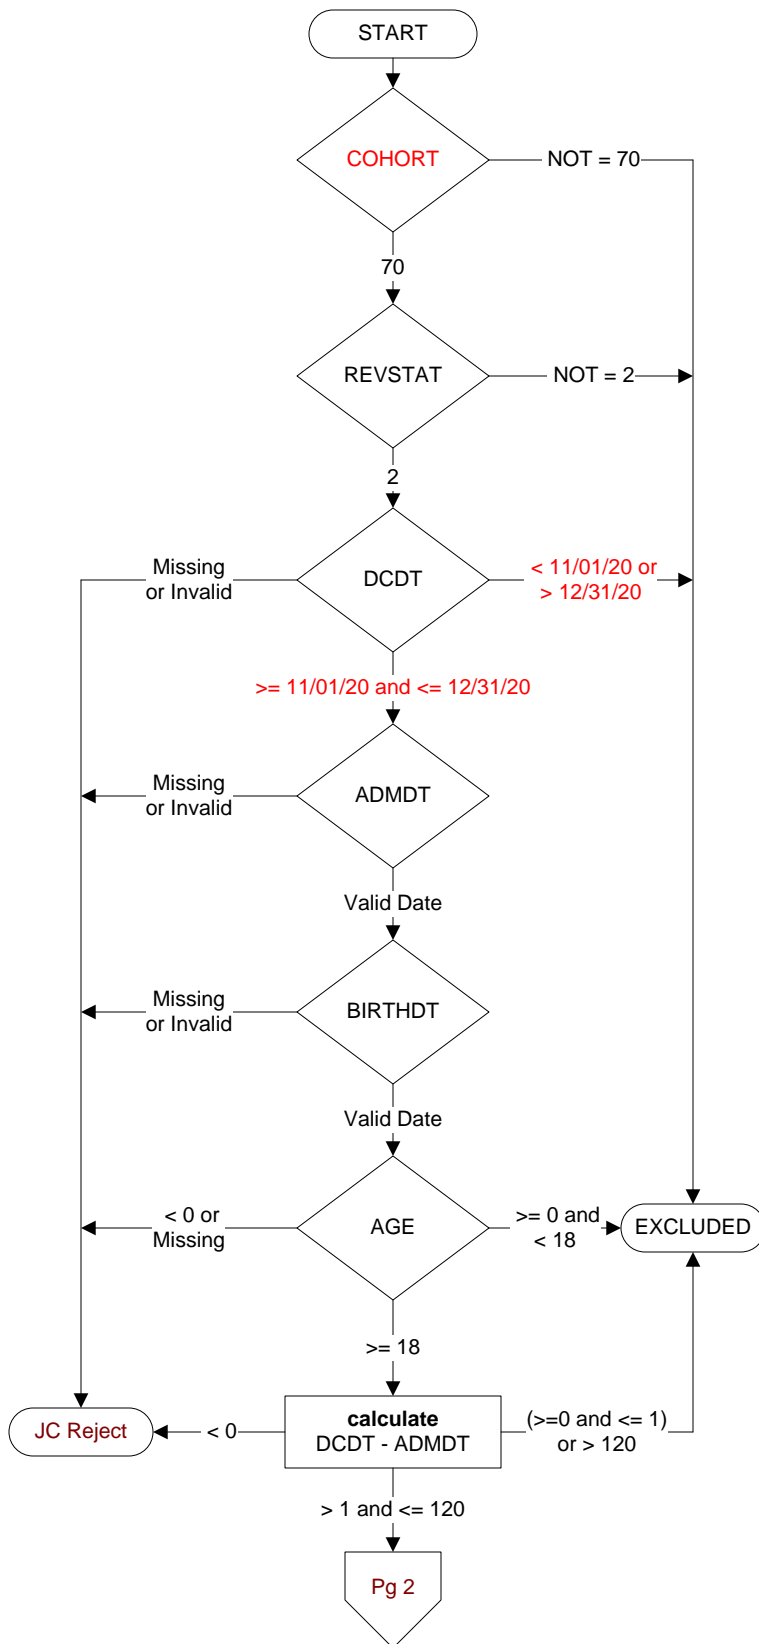 START
COHORT
NOT = 70
70
REVSTAT
NOT = 2
2
Missing
or Invalid
DCDT
< 11/01/20 or
> 12/31/20
>= 11/01/20 and <= 12/31/20
Missing
or Invalid
ADMDT
Valid Date
Missing
or Invalid
BIRTHDT
Valid Date
< 0 or
Missing
AGE
>= 0 and
< 18
EXCLUDED
>= 18
JC Reject
< 0
calculate
DCDT - ADMDT
(>=0 and <= 1)
or > 120
> 1 and <= 120
Pg 2